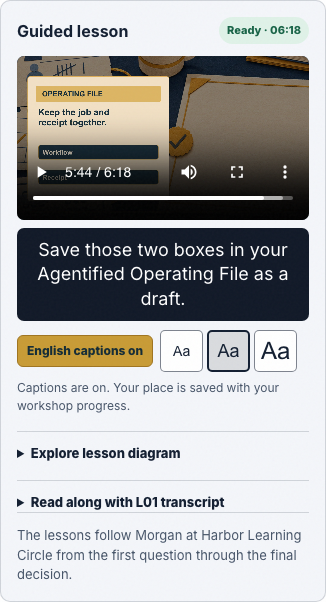 Guided lesson
Ready · 06:18
OPERATING FILE
Keep the job and
receipt together.
Workflow
Receipt
5:44 / 6:18
Save those two boxes in your
Agentified Operating File as a
draft.
English captions on
Aa
Aa
Aa
Captions are on. Your place is saved with your
workshop progress.
Explore lesson diagram
Read along with L01 transcript
The lessons follow Morgan at Harbor Learning
Circle from the first question through the final
decision.